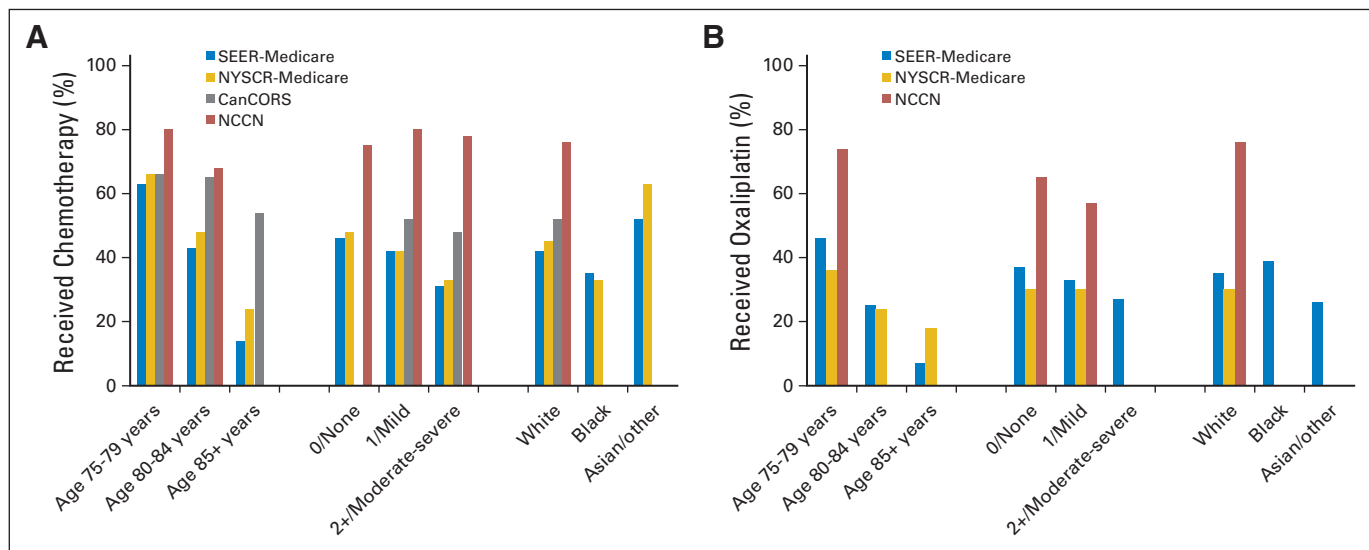 A
SEER-Medicare
NYSCR-Medicare
CanCORS
NCCN
Received Chemotherapy (%)
100
80
60
40
20
0
Age 75-79 years
Age 80-84 years
Age 85+ years
0/None
1/Mild
2+/Moderate-severe
White
Black
Asian/other
B
SEER-Medicare
NYSCR-Medicare
NCCN
Received Oxaliplatin (%)
100
80
60
40
20
0
Age 75-79 years
Age 80-84 years
Age 85+ years
0/None
1/Mild
2+/Moderate-severe
White
Black
Asian/other